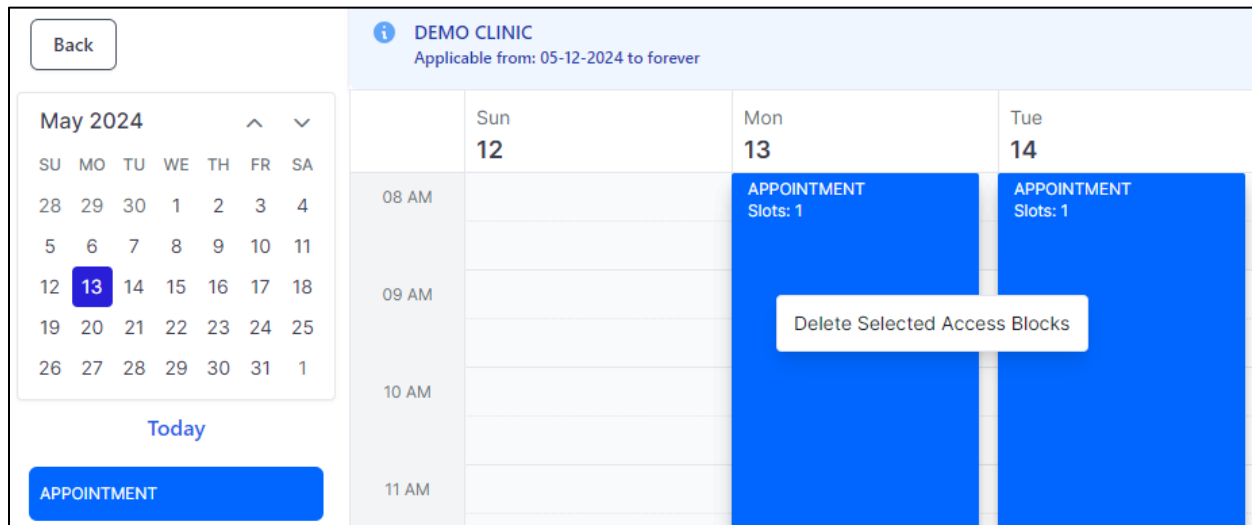 Back
DEMO CLINIC
Applicable from: 05-12-2024 to forever
May 2024
SU MO TU WE TH FR SA
28 29 30 1 2 3 4
5 6 7 8 9 10 11
12 13 14 15 16 17 18
19 20 21 22 23 24 25
26 27 28 29 30 31 1
Today
APPOINTMENT
Sun Mon Tue
12 13 14
08 AM
APPOINTMENT APPOINTMENT
Slots: 1 Slots: 1
09 AM
Delete Selected Access Blocks
10 AM
11 AM